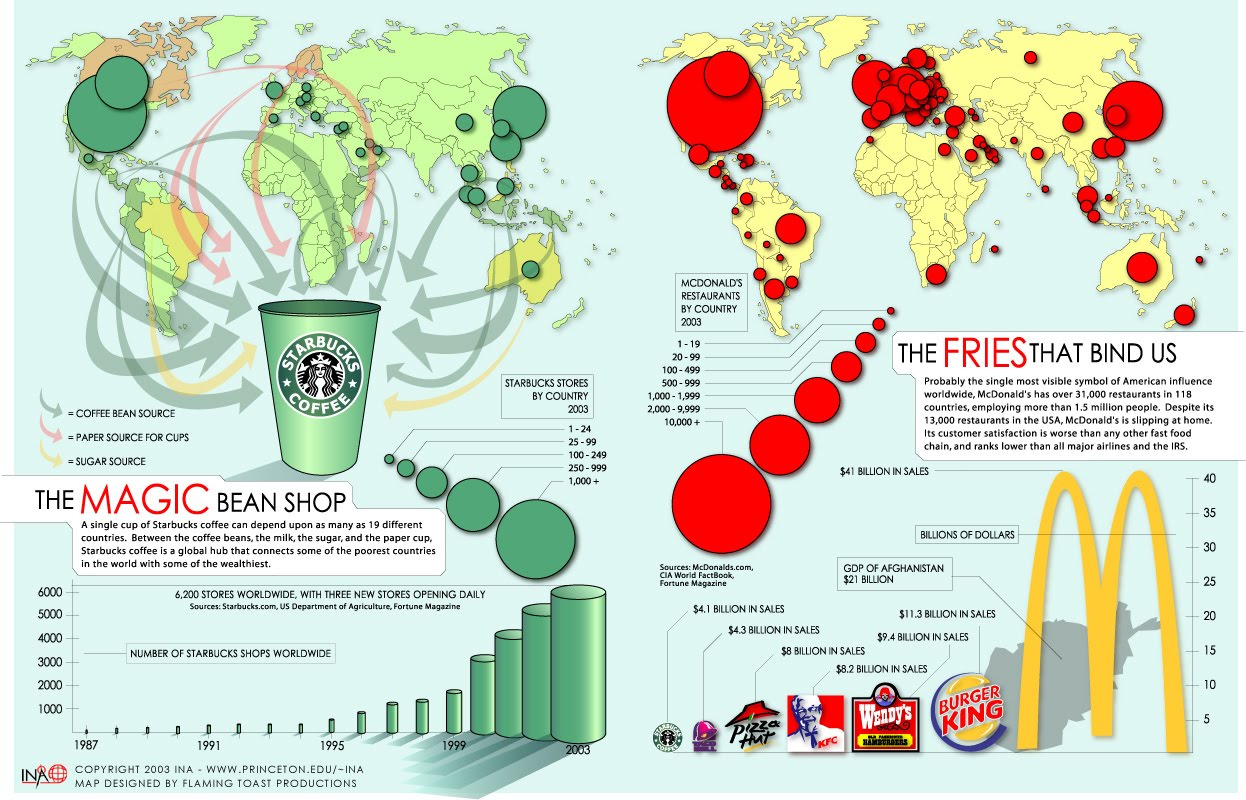 STARBUCKS
COFFEE
= COFFEE BEAN SOURCE
= PAPER SOURCE FOR CUPS
= SUGAR SOURCE
STARBUCKS STORES
BY COUNTRY
2003
1 - 24
25 - 99
100 - 249
250 - 999
1,000 +
THE MAGIC BEAN SHOP
A single cup of Starbucks coffee can depend upon as many as 19 different
countries. Between the coffee beans, the milk, the sugar, and the paper cup,
Starbucks coffee is a global hub that connects some of the poorest countries
in the world with some of the wealthiest.
6,200 STORES WORLDWIDE, WITH THREE NEW STORES OPENING DAILY
Sources: Starbucks.com, US Department of Agriculture, Fortune Magazine
NUMBER OF STARBUCKS SHOPS WORLDWIDE
6000
5000
4000
3000
2000
1000
1987
1991
1995
1999
2003
INA
COPYRIGHT 2003 INA - WWW.PRINCETON.EDU/~INA
MAP DESIGNED BY FLAMING TOAST PRODUCTIONS
MCDONALD'S
RESTAURANTS
BY COUNTRY
2003
1 - 19
20 - 99
100 - 499
500 - 999
1,000 - 1,999
2,000 - 9,999
10,000 +
THE FRIES THAT BIND US
Probably the single most visible symbol of American influence
worldwide, McDonald's has over 31,000 restaurants in 118
countries, employing more than 1.5 million people. Despite its
13,000 restaurants in the USA, McDonald's is slipping at home.
Its customer satisfaction is worse than any other fast food
chain, and ranks lower than all major airlines and the IRS.
Sources: McDonalds.com,
CIA World FactBook,
Fortune Magazine
$41 BILLION IN SALES
BILLIONS OF DOLLARS
GDP OF AFGHANISTAN
$21 BILLION
$4.1 BILLION IN SALES
$4.3 BILLION IN SALES
$8 BILLION IN SALES
$8.2 BILLION IN SALES
$9.4 BILLION IN SALES
$11.3 BILLION IN SALES
TACO
BELL
Pizza
Hut
KFC
Wendy's
OLD FASHIONED
HAMBURGERS
BURGER
KING
40
35
30
25
20
15
10
5